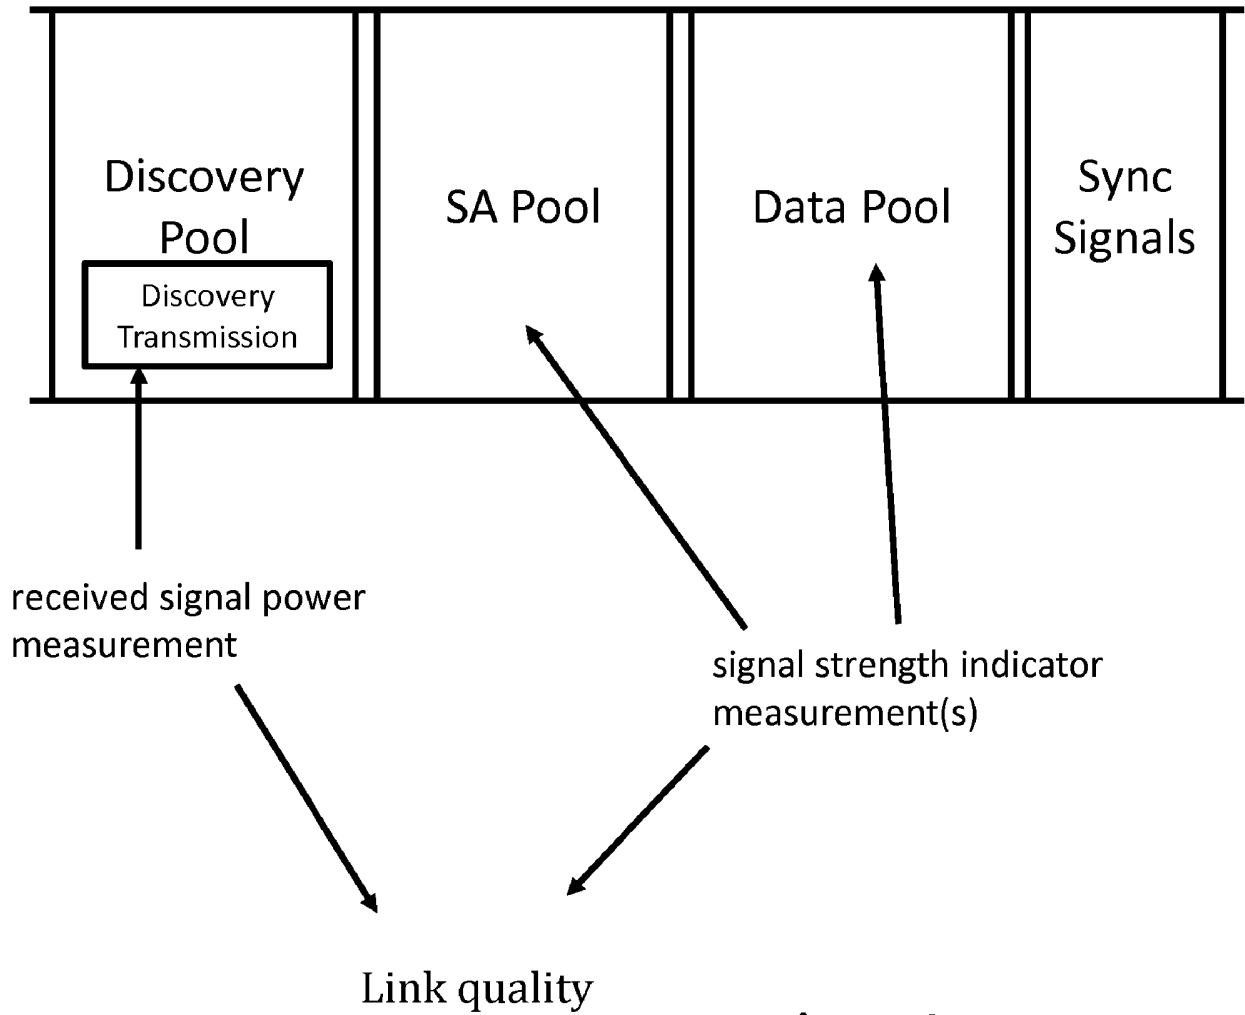 Discovery
Pool
Discovery
Transmission
SA Pool
Data Pool
Sync
Signals
received signal power
measurement
signal strength indicator
measurement(s)
Link quality